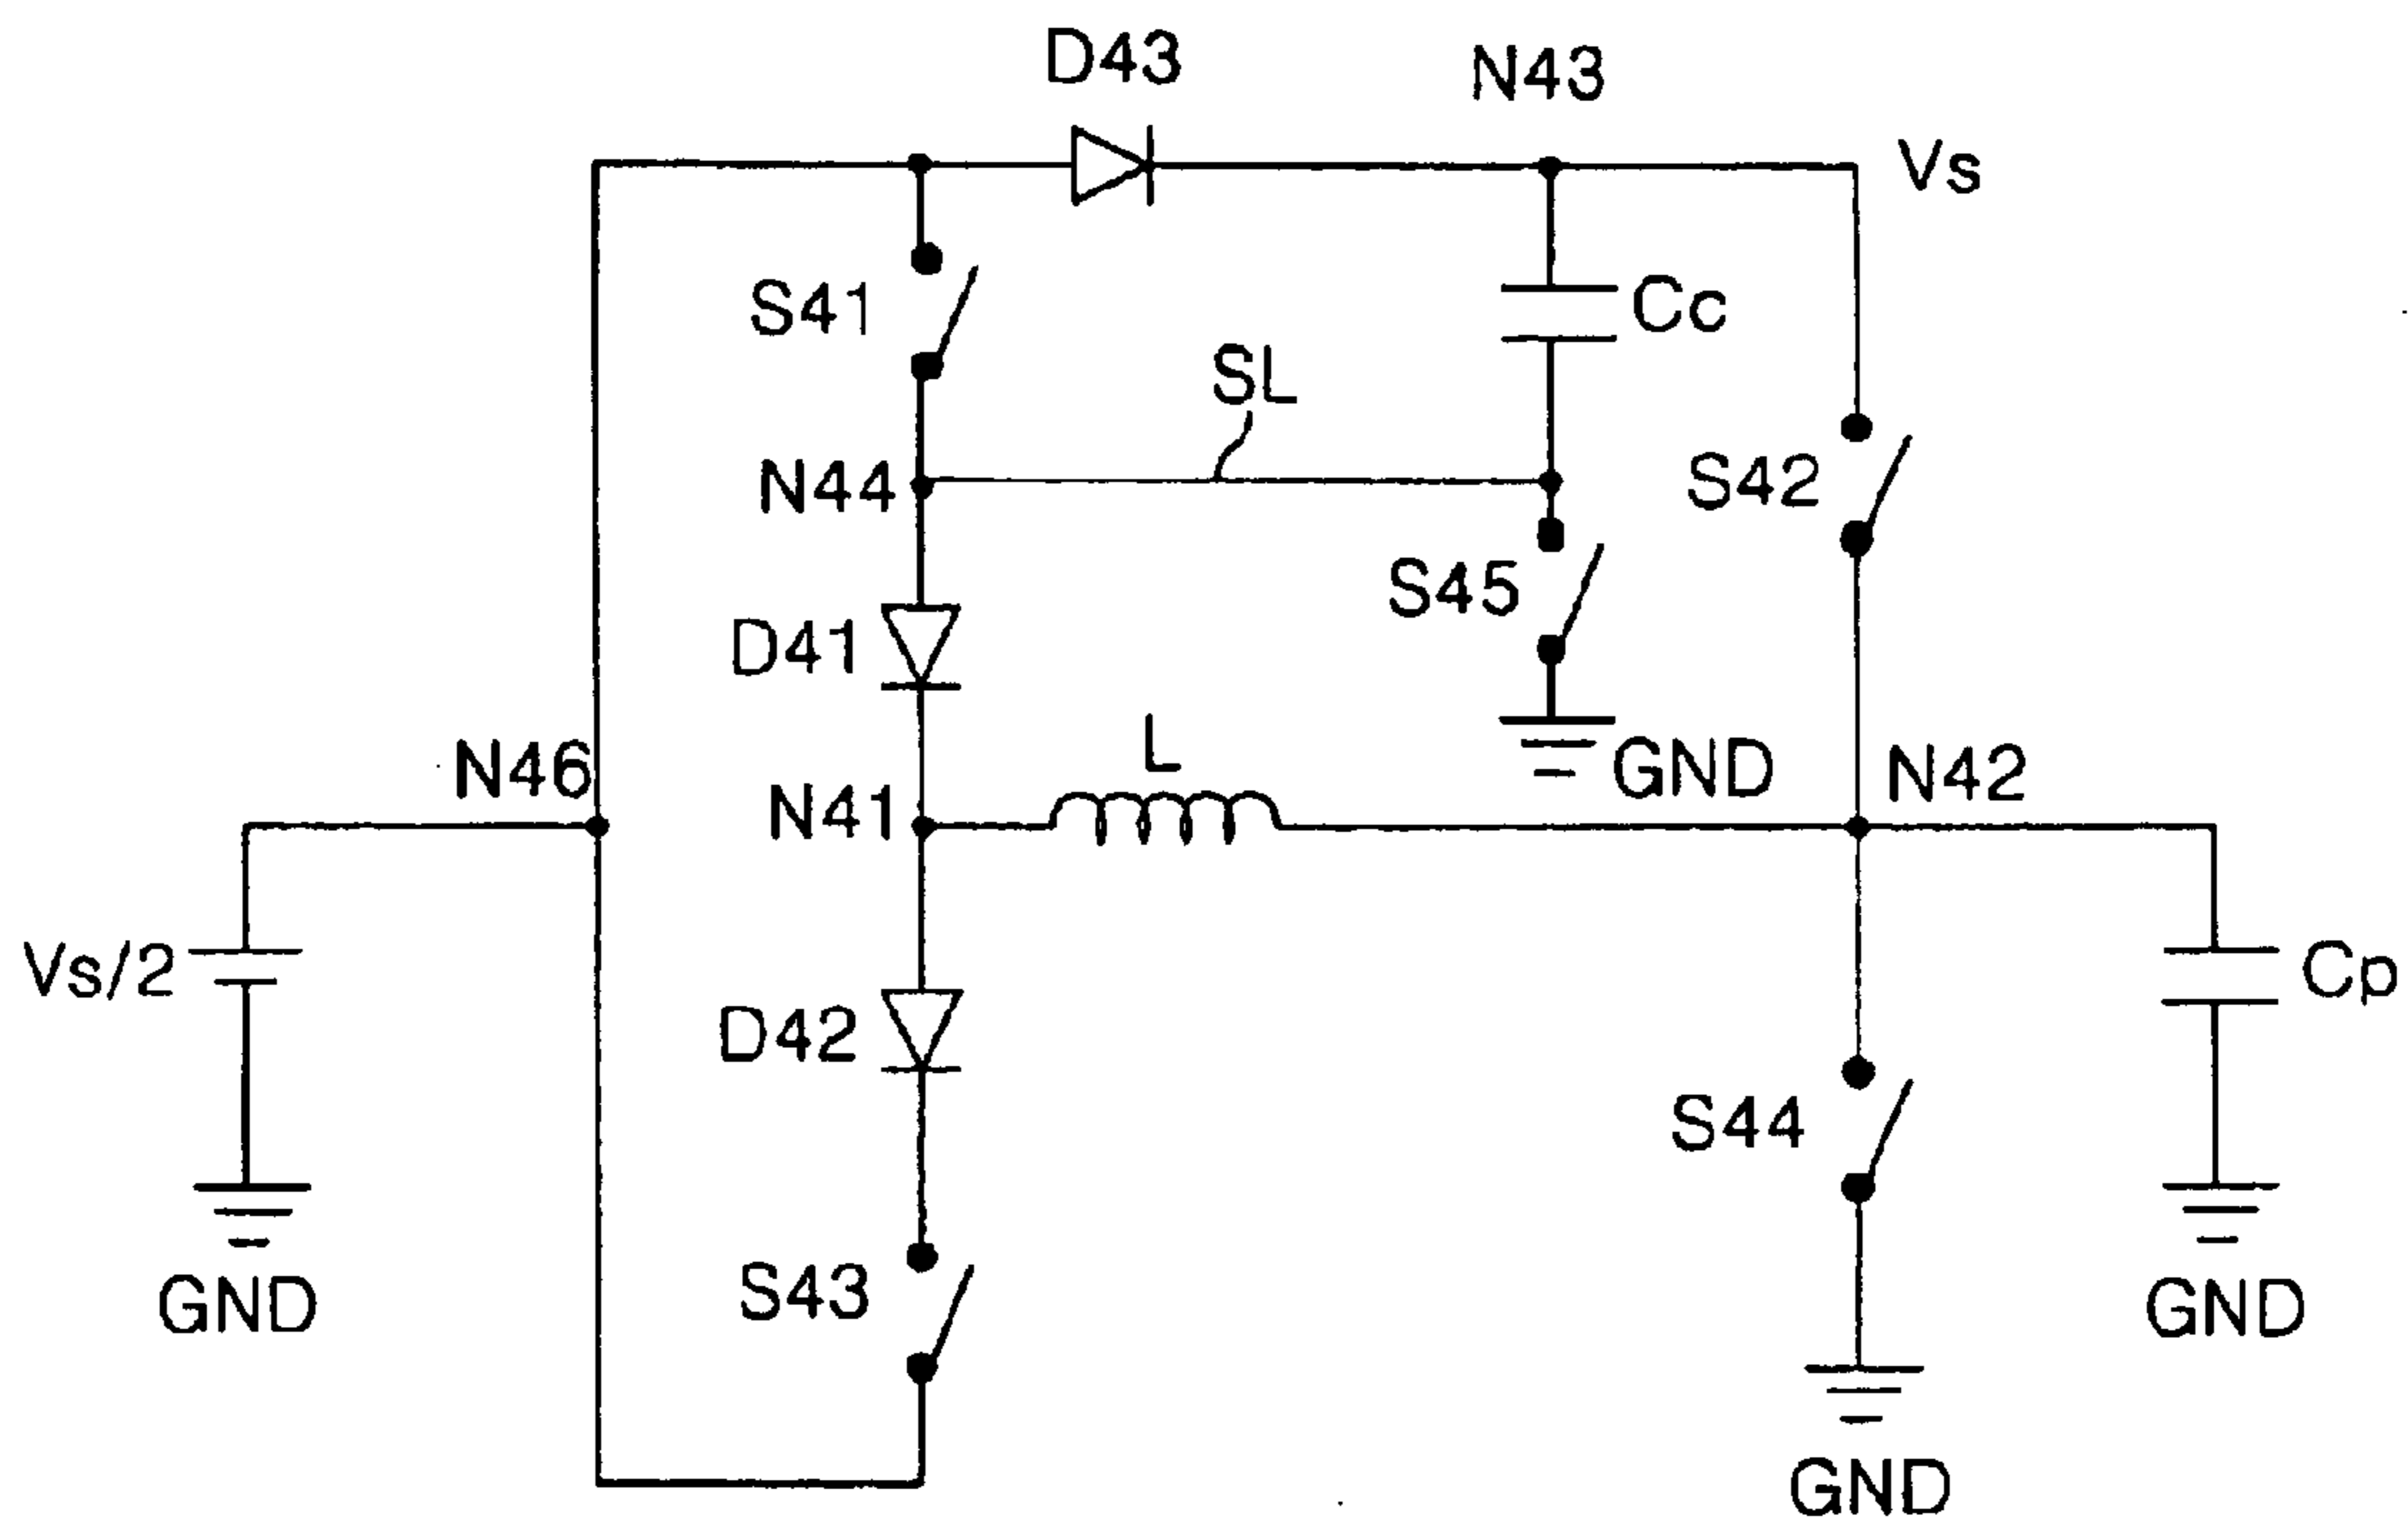 D43
N43
Vs
S41
Cc
SL
N44
S42
S45
D41
L
N46
GND
N42
N41
Vs/2
Cp
D42
S44
S43
GND
GND
GND